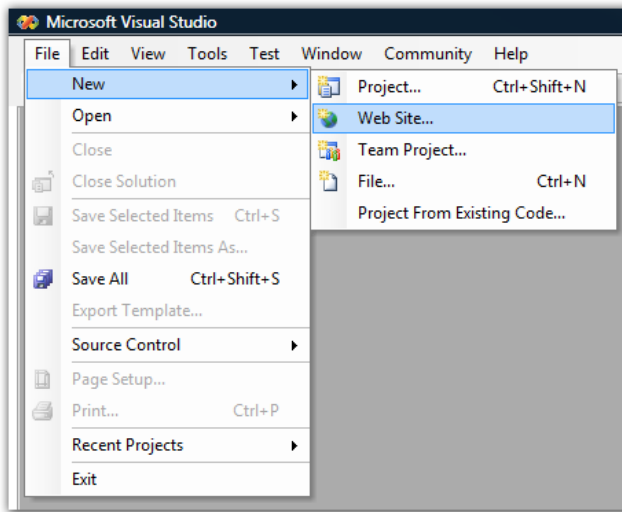 Microsoft Visual Studio
File Edit View Tools Test Window Community Help
New
Open
Close
Close Solution
Save Selected Items Ctrl+S
Save Selected Items As...
Save All Ctrl+Shift+S
Export Template...
Source Control
Page Setup...
Print... Ctrl+P
Recent Projects
Exit
Project... Ctrl+Shift+N
Web Site...
Team Project...
File... Ctrl+N
Project From Existing Code...